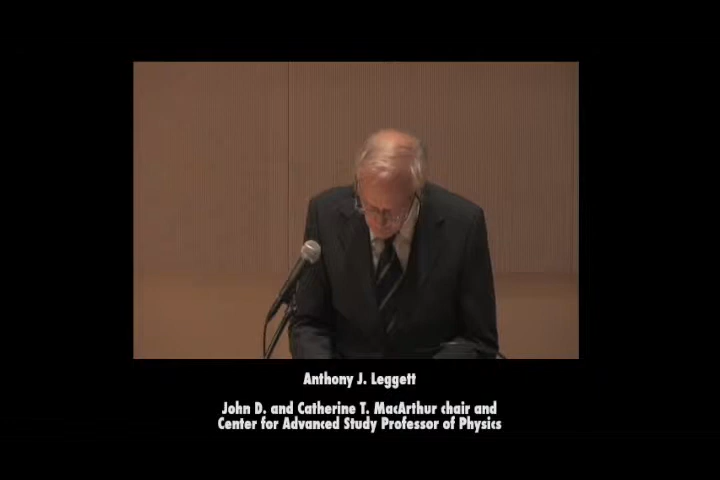 Anthony J. Leggett
John D. and Catherine T. MacArthur chair and
Center for Advanced Study Professor of Physics